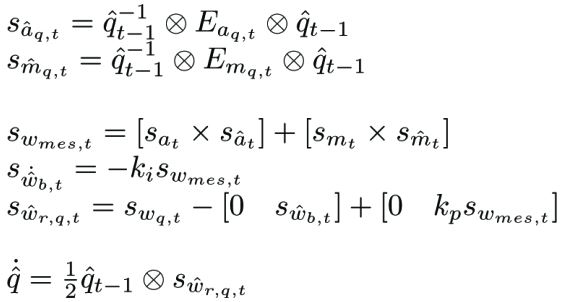 $s_{\hat{a}_{q,t}} = \hat{q}_{t-1}^{-1} \otimes E_{a_{q,t}} \otimes \hat{q}_{t-1}$
$s_{\hat{m}_{q,t}} = \hat{q}_{t-1}^{-1} \otimes E_{m_{q,t}} \otimes \hat{q}_{t-1}$
$s_{w_{mes,t}} = [s_{a_t} \times s_{\hat{a}_t}] + [s_{m_t} \times s_{\hat{m}_t}]$
$s_{\dot{\hat{w}}_{b,t}} = -k_i s_{w_{mes,t}}$
$s_{\hat{w}_{r,q,t}} = s_{w_{q,t}} - [0 \quad s_{\hat{w}_{b,t}}] + [0 \quad k_p s_{w_{mes,t}}]$
$\dot{\hat{q}} = \frac{1}{2} \hat{q}_{t-1} \otimes s_{\hat{w}_{r,q,t}}$